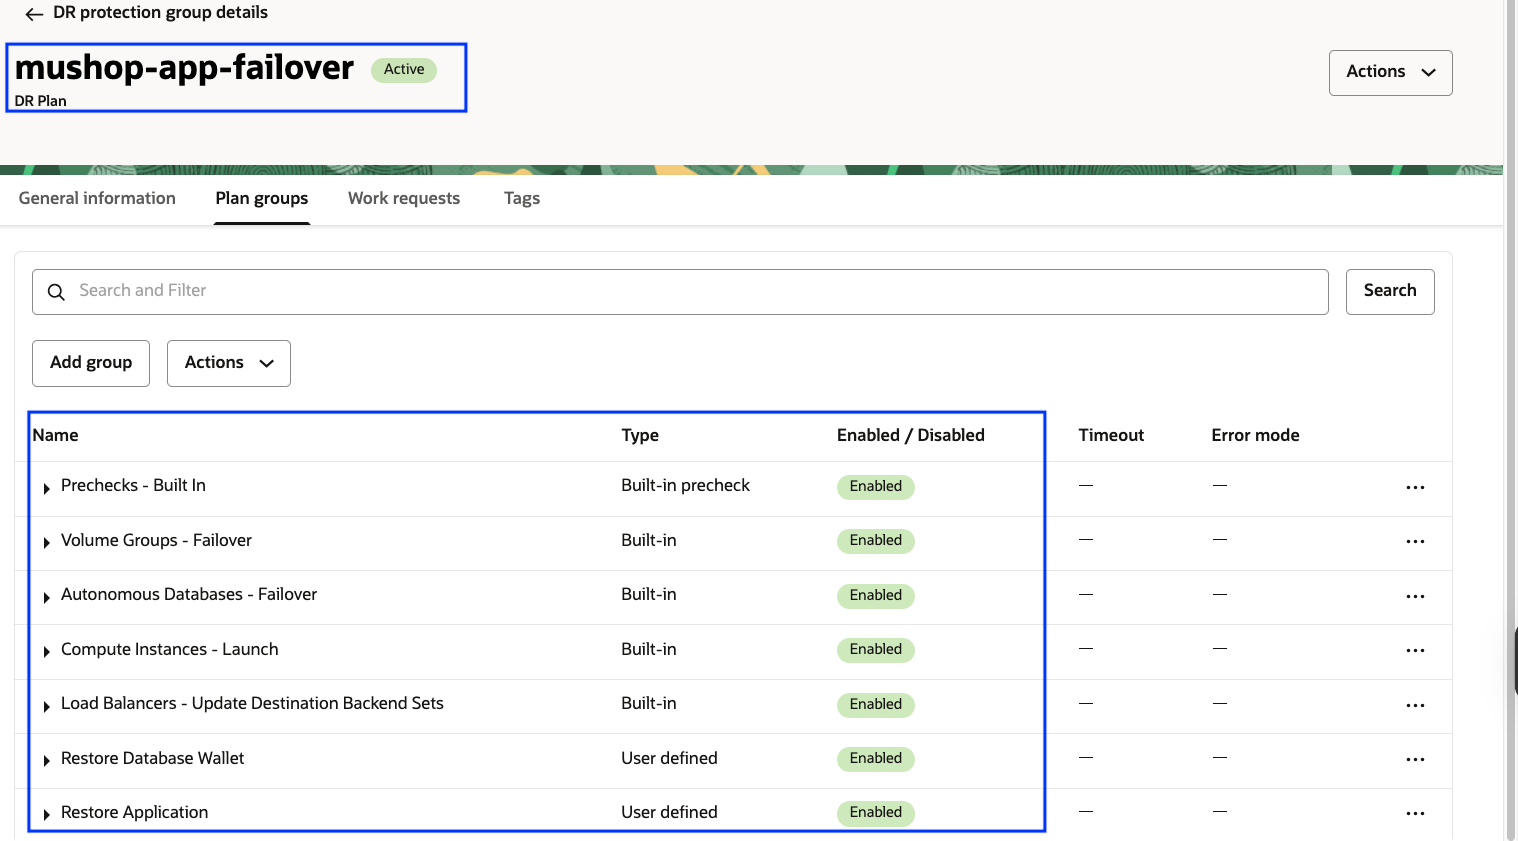 DR protection group details
mushop-app-failover Active
DR Plan
Actions
General information Plan groups Work requests Tags
Search and Filter
Search
Add group Actions
Name Type Enabled / Disabled Timeout Error mode
Prechecks - Built In Built-in precheck Enabled — —
Volume Groups - Failover Built-in Enabled — —
Autonomous Databases - Failover Built-in Enabled — —
Compute Instances - Launch Built-in Enabled — —
Load Balancers - Update Destination Backend Sets Built-in Enabled — —
Restore Database Wallet User defined Enabled — —
Restore Application User defined Enabled — —